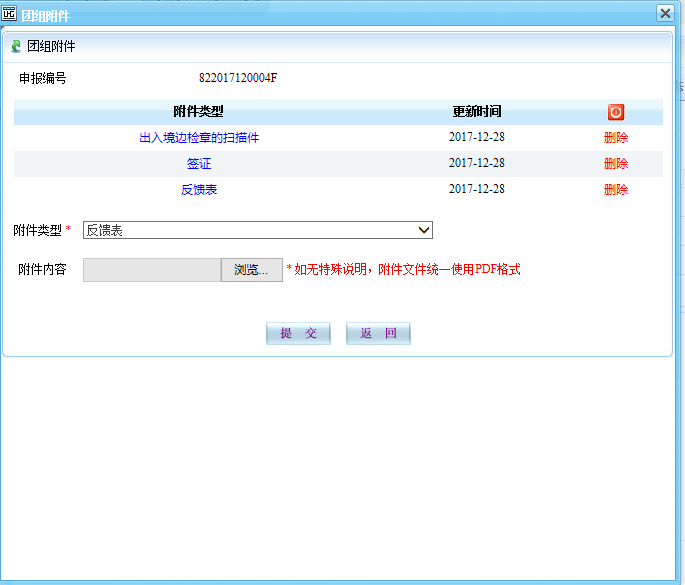 团组附件
团组附件
申报编号 822017120004F
附件类型 更新时间
出入境边检章的扫描件 2017-12-28 删除
签证 2017-12-28 删除
反馈表 2017-12-28 删除
附件类型 * 反馈表
附件内容 浏览... * 如无特殊说明，附件文件统一使用PDF格式
提 交 返 回